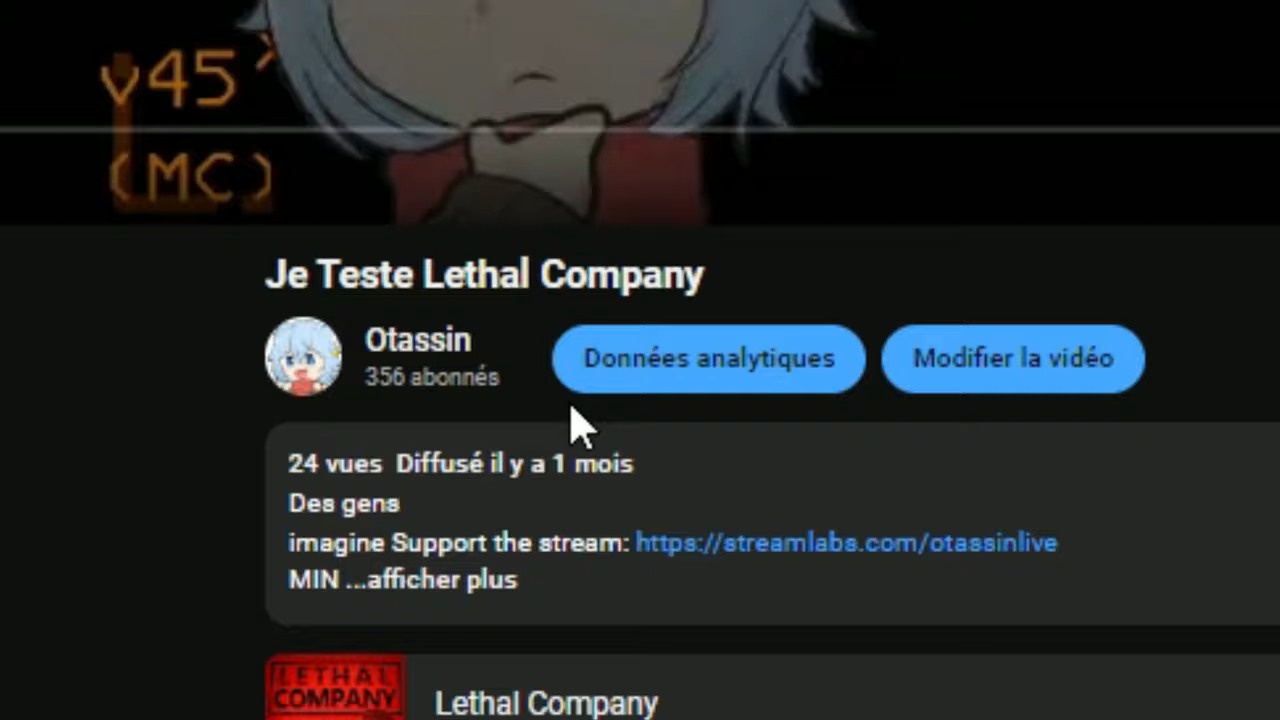 v45
(MC)
Je Teste Lethal Company
Otassin
356 abonnés
Données analytiques
Modifier la vidéo
24 vues Diffusé il y a 1 mois
Des gens
imagine Support the stream: https://streamlabs.com/otassinlive
MIN ...afficher plus
LETHAL
COMPANY
Lethal Company